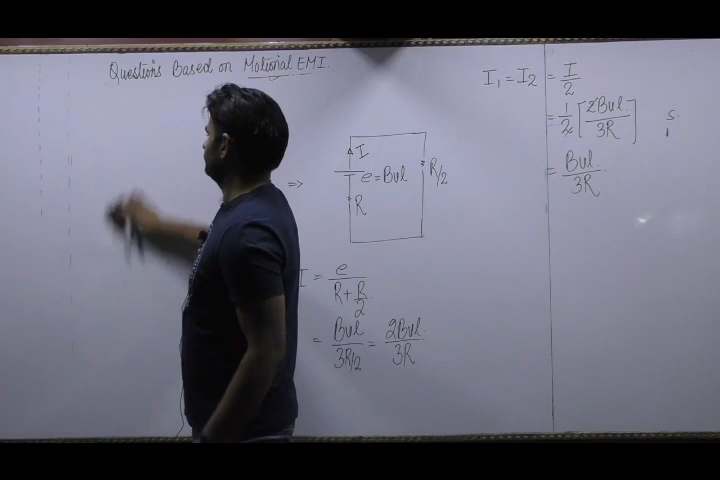 Questions Based on Motional EMI.
⇒
I
e = Bvl
R/2
R
I = e / (R + R/2)
= Bvl / (3R/2) = 2Bvl / 3R
I₁ = I₂ = I/2
= 1/2 [2Bvl / 3R]
= Bvl / 3R